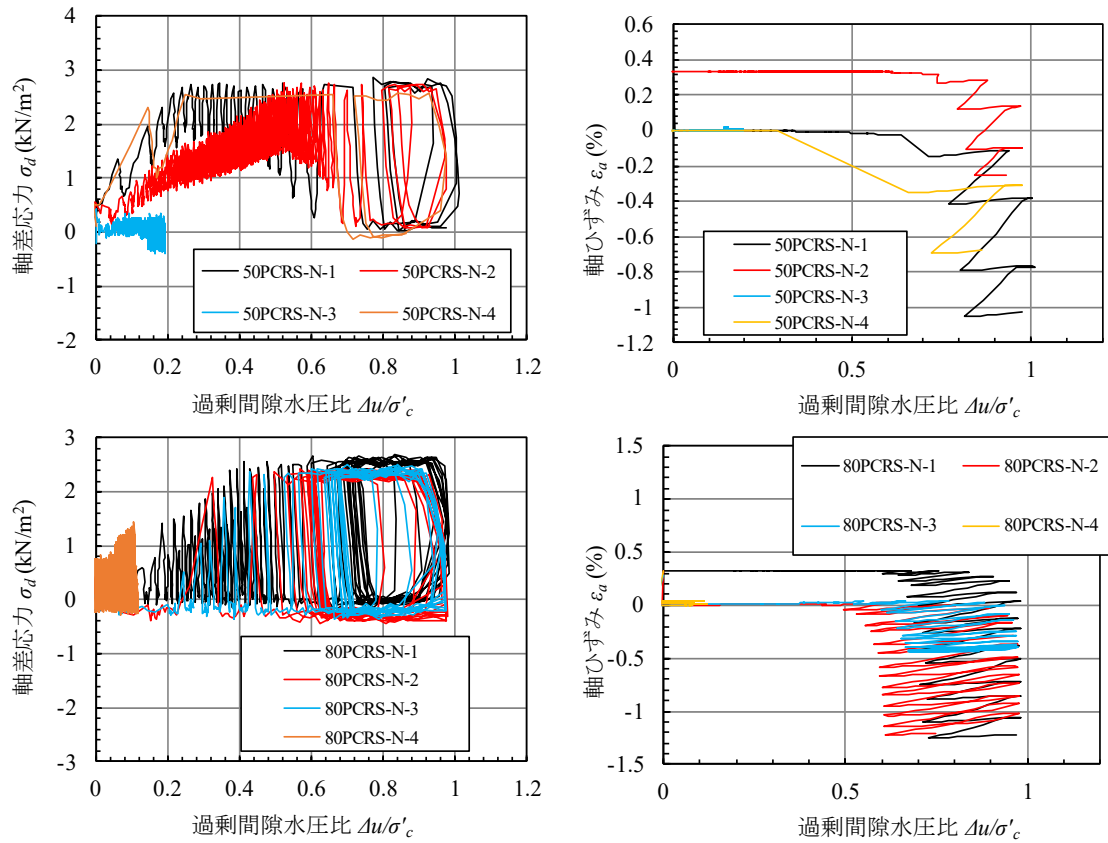 4
3
2
1
0
-1
-2
0 0.2 0.4 0.6 0.8 1 1.2
軸差応力 σd (kN/m²)
過剰間隙水圧比 Δu/σ'c
50PCRS-N-1 50PCRS-N-2
50PCRS-N-3 50PCRS-N-4
0.6
0.4
0.2
0
-0.2
-0.4
-0.6
-0.8
-1
-1.2
0 0.5 1
軸ひずみ εa (%)
過剰間隙水圧比 Δu/σ'c
50PCRS-N-1
50PCRS-N-2
50PCRS-N-3
50PCRS-N-4
3
2
1
0
-1
-2
-3
0 0.2 0.4 0.6 0.8 1 1.2
軸差応力 σd (kN/m²)
過剰間隙水圧比 Δu/σ'c
80PCRS-N-1
80PCRS-N-2
80PCRS-N-3
80PCRS-N-4
1.5
1
0.5
0
-0.5
-1
-1.5
0 0.5 1
軸ひずみ εa (%)
過剰間隙水圧比 Δu/σ'c
80PCRS-N-1 80PCRS-N-2
80PCRS-N-3 80PCRS-N-4